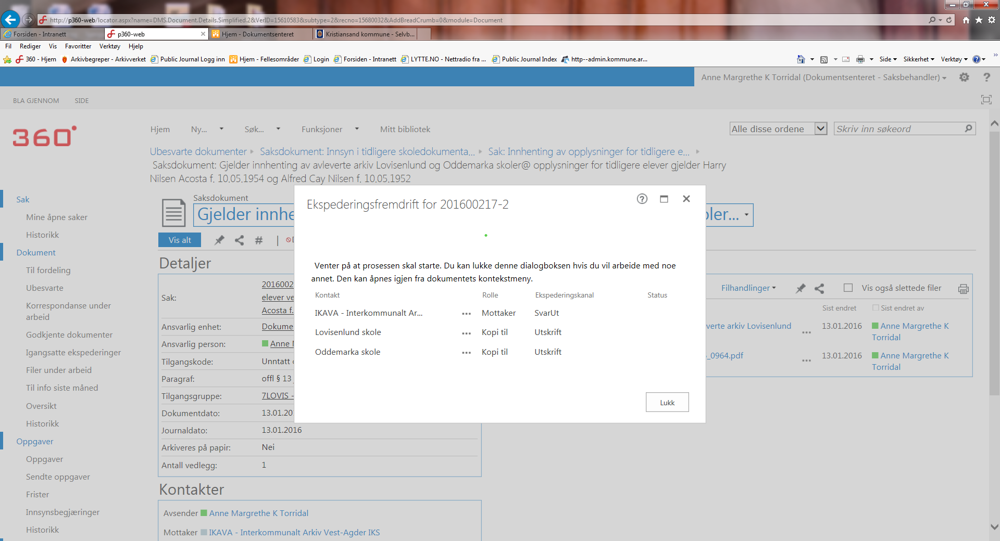 http://p360-web/locator.aspx?name=DMS.Document.Details.Simplified.2&VerID=15610583&subtype=2&recno=15680032&AddBreadCrumb=0&module=Document
Forsiden - Intranett
p360-web
Hjem - Dokumentsenteret
Kristiansand kommune - Selvb...
Fil Rediger Vis Favoritter Verktøy Hjelp
360 - Hjem Arkivbegreper - Arkivverket Public Journal Logg inn Hjem - Fellesområder Login Forsiden - Intranett LYTTE.NO - Nettradio fra ... Public Journal Index http--admin.kommune.ar...
Side Sikkerhet Verktøy
Anne Margrethe K Torridal (Dokumentsenteret - Saksbehandler)
BLA GJENNOM SIDE
360°
Hjem Ny... Søk... Funksjoner Mitt bibliotek
Alle disse ordene
Skriv inn søkeord
Ubesvarte dokumenter Saksdokument: Innsyn i tidligere skoledokumenta... Sak: Innhenting av opplysninger for tidligere e...
Saksdokument: Gjelder innhenting av avleverte arkiv Lovisenlund og Oddemarka skoler@ opplysninger for tidligere elever gjelder Harry
Nilsen Acosta f. 10.05.1954 og Alfred Cay Nilsen f. 10.05.1952
Sak
Mine åpne saker
Historikk
Dokument
Til fordeling
Ubesvarte
Korrespondanse under
arbeid
Godkjente dokumenter
Igangsatte ekspederinger
Filer under arbeid
Til info siste måned
Oversikt
Historikk
Oppgaver
Oppgaver
Sendte oppgaver
Frister
Innsynsbegjæringer
Historikk
Saksdokument
Gjelder innhe
oler...
Vis alt
#
Detaljer
Sak:
2016002
elever ve
Acosta f.
Ansvarlig enhet: Dokume
Ansvarlig person: Anne
Tilgangskode: Unntatt
Paragraf: offl § 13
Tilgangsgruppe: 7LOVIS -
Dokumentdato: 13.01.20
Journaldato: 13.01.2016
Arkiveres på papir: Nei
Antall vedlegg: 1
Kontakter
Avsender Anne Margrethe K Torridal
Mottaker IKAVA - Interkommunalt Arkiv Vest-Agder IKS
Ekspederingsfremdrift for 201600217-2
Venter på at prosessen skal starte. Du kan lukke denne dialogboksen hvis du vil arbeide med noe
annet. Den kan åpnes igjen fra dokumentets kontekstmeny.
Kontakt Rolle Ekspederingskanal Status
IKAVA - Interkommunalt Ar... ... Mottaker SvarUt
Lovisenlund skole ... Kopi til Utskrift
Oddemarka skole ... Kopi til Utskrift
Lukk
Filhandlinger Vis også slettede filer
Sist endret Sist endret av
verte arkiv Lovisenlund ... 13.01.2016 Anne Margrethe K
Torridal
_0964.pdf ... 13.01.2016 Anne Margrethe K
Torridal